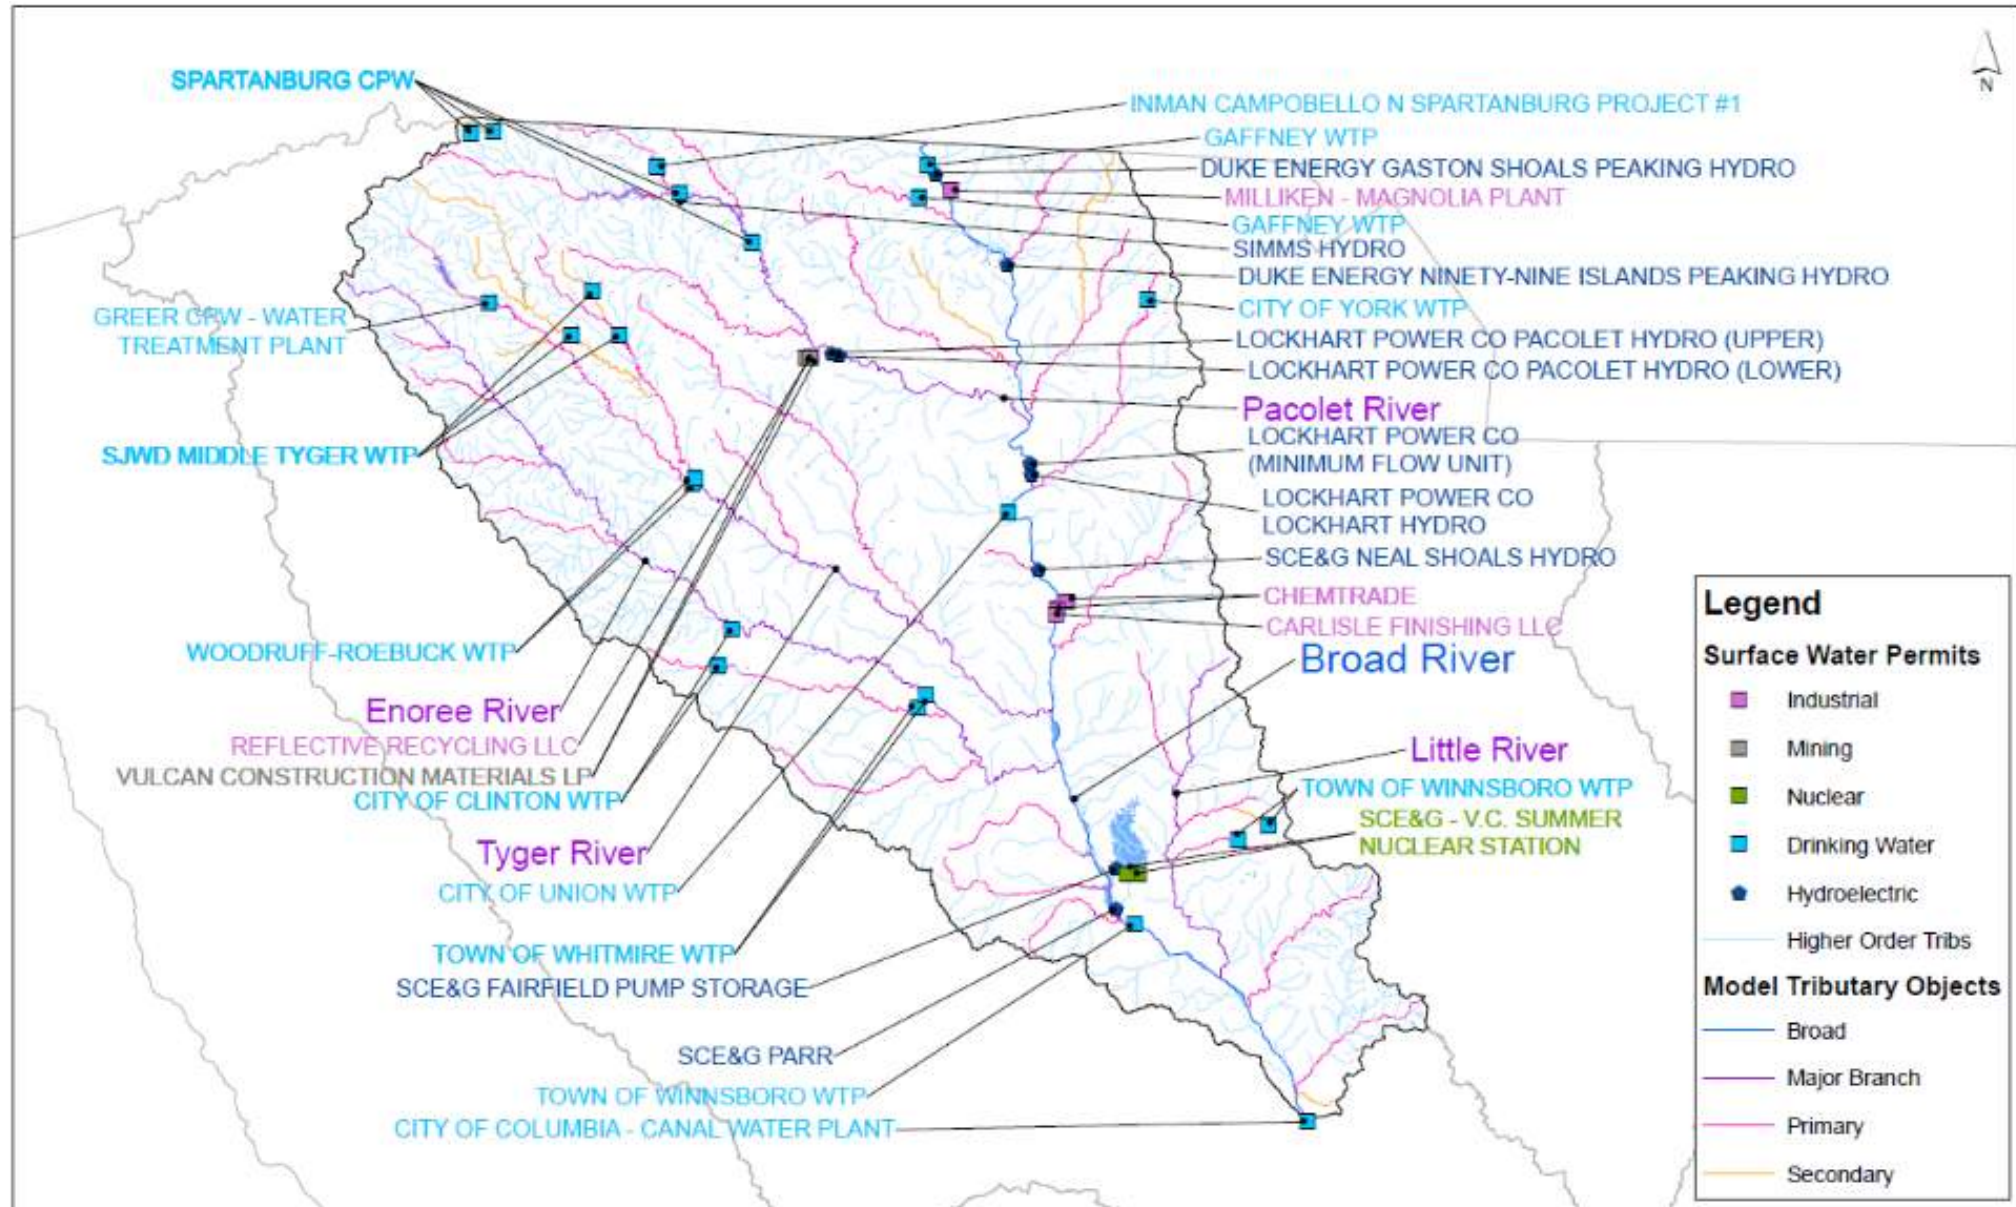 SPARTANBURG CPW
INMAN CAMPOBELLO N SPARTANBURG PROJECT #1
GAFFNEY WTP
DUKE ENERGY GASTON SHOALS PEAKING HYDRO
MILLIKEN - MAGNOLIA PLANT
GAFFNEY WTP
SIMMS HYDRO
DUKE ENERGY NINETY-NINE ISLANDS PEAKING HYDRO
CITY OF YORK WTP
LOCKHART POWER CO PACOLET HYDRO (UPPER)
LOCKHART POWER CO PACOLET HYDRO (LOWER)
Pacolet River
LOCKHART POWER CO
(MINIMUM FLOW UNIT)
LOCKHART POWER CO
LOCKHART HYDRO
SCE&G NEAL SHOALS HYDRO
CHEMTRADE
CARLISLE FINISHING LLC
Broad River
Little River
TOWN OF WINNSBORO WTP
SCE&G - V.C. SUMMER
NUCLEAR STATION
GREER CPW - WATER
TREATMENT PLANT
SJWD MIDDLE TYGER WTP
WOODRUFF-ROEBUCK WTP
Enoree River
REFLECTIVE RECYCLING LLC
VULCAN CONSTRUCTION MATERIALS LP
CITY OF CLINTON WTP
Tyger River
CITY OF UNION WTP
TOWN OF WHITMIRE WTP
SCE&G FAIRFIELD PUMP STORAGE
SCE&G PARR
TOWN OF WINNSBORO WTP
CITY OF COLUMBIA - CANAL WATER PLANT
N
Legend
Surface Water Permits
Industrial
Mining
Nuclear
Drinking Water
Hydroelectric
Higher Order Tribs
Model Tributary Objects
Broad
Major Branch
Primary
Secondary